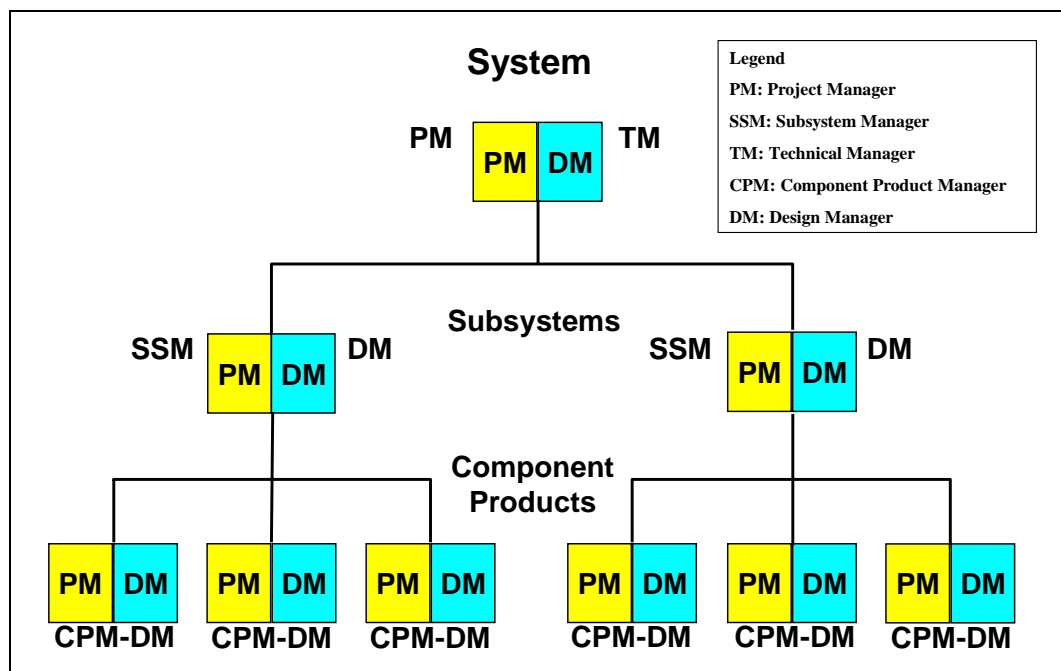 System
Legend
PM: Project Manager
SSM: Subsystem Manager
TM: Technical Manager
CPM: Component Product Manager
DM: Design Manager
PM PM DM TM
Subsystems
SSM PM DM DM
SSM PM DM DM
Component
Products
PM DM PM DM PM DM PM DM PM DM PM DM
CPM-DM CPM-DM CPM-DM CPM-DM CPM-DM CPM-DM